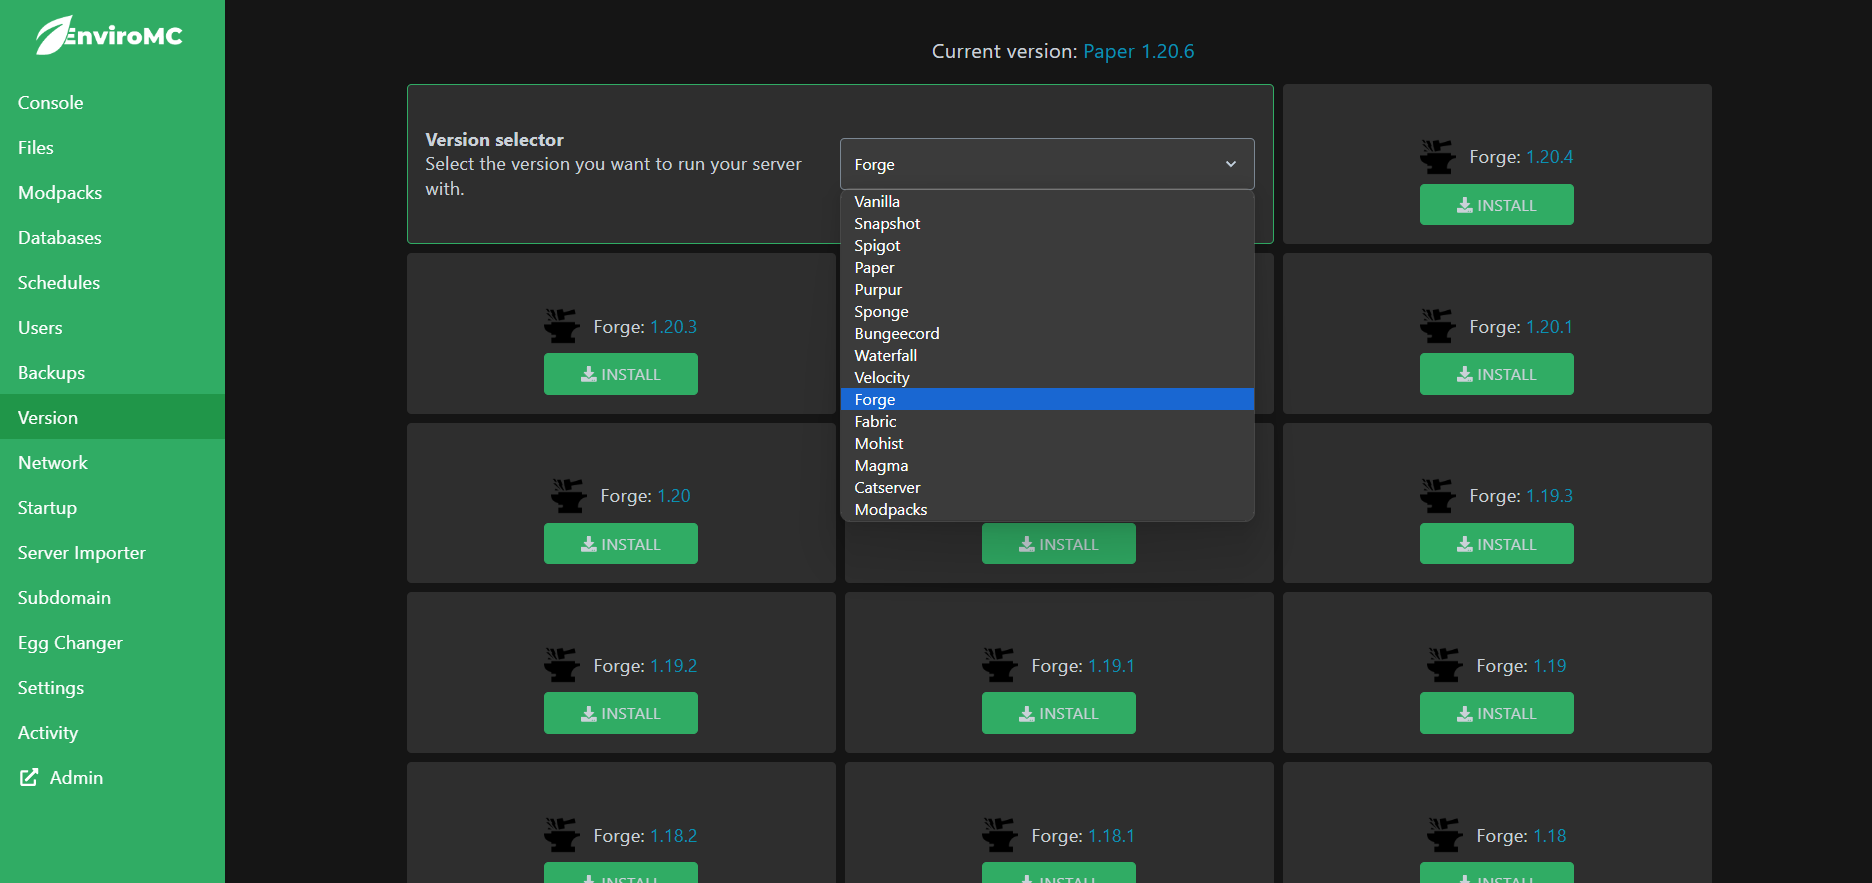 EnviroMC
Console
Files
Modpacks
Databases
Schedules
Users
Backups
Version
Network
Startup
Server Importer
Subdomain
Egg Changer
Settings
Activity
Admin
Current version: Paper 1.20.6
Version selector
Select the version you want to run your server
with.
Forge
Vanilla
Snapshot
Spigot
Paper
Purpur
Sponge
Bungeecord
Waterfall
Velocity
Forge
Fabric
Mohist
Magma
Catserver
Modpacks
Forge: 1.20.4
INSTALL
Forge: 1.20.3
INSTALL
Forge: 1.20.1
INSTALL
Forge: 1.20
INSTALL
INSTALL
Forge: 1.19.3
INSTALL
Forge: 1.19.2
INSTALL
Forge: 1.19.1
INSTALL
Forge: 1.19
INSTALL
Forge: 1.18.2
INSTALL
Forge: 1.18.1
INSTALL
Forge: 1.18
INSTALL